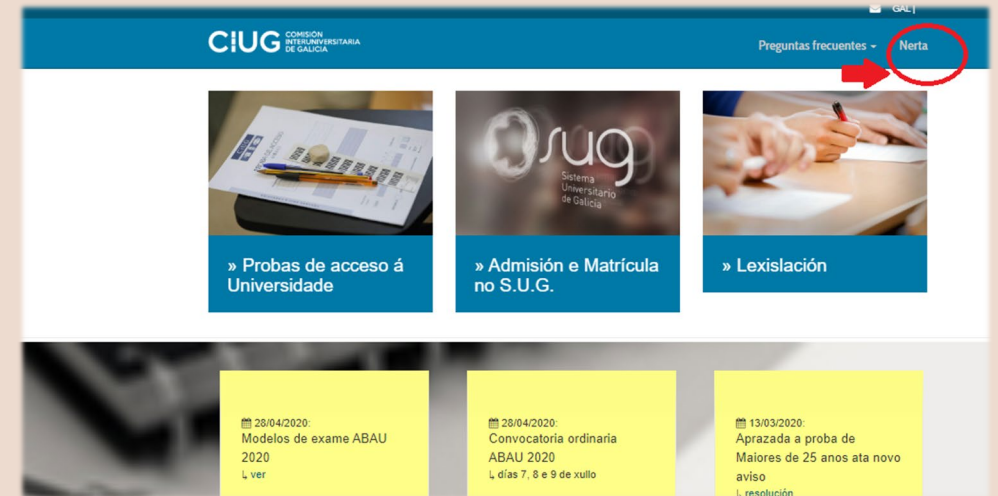 GAL |
CIUG COMISIÓN
INTERUNIVERSITARIA
DE GALICIA
Preguntas frecuentes
Nerta
sug
Sistema
Universitario
de Galicia
» Probas de acceso á
Universidade
» Admisión e Matrícula
no S.U.G.
» Lexislación
28/04/2020:
Modelos de exame ABAU
2020
↳ ver
28/04/2020:
Convocatoria ordinaria
ABAU 2020
↳ días 7, 8 e 9 de xullo
13/03/2020:
Aprazada a proba de
Maiores de 25 anos ata novo
aviso
↳ resolución